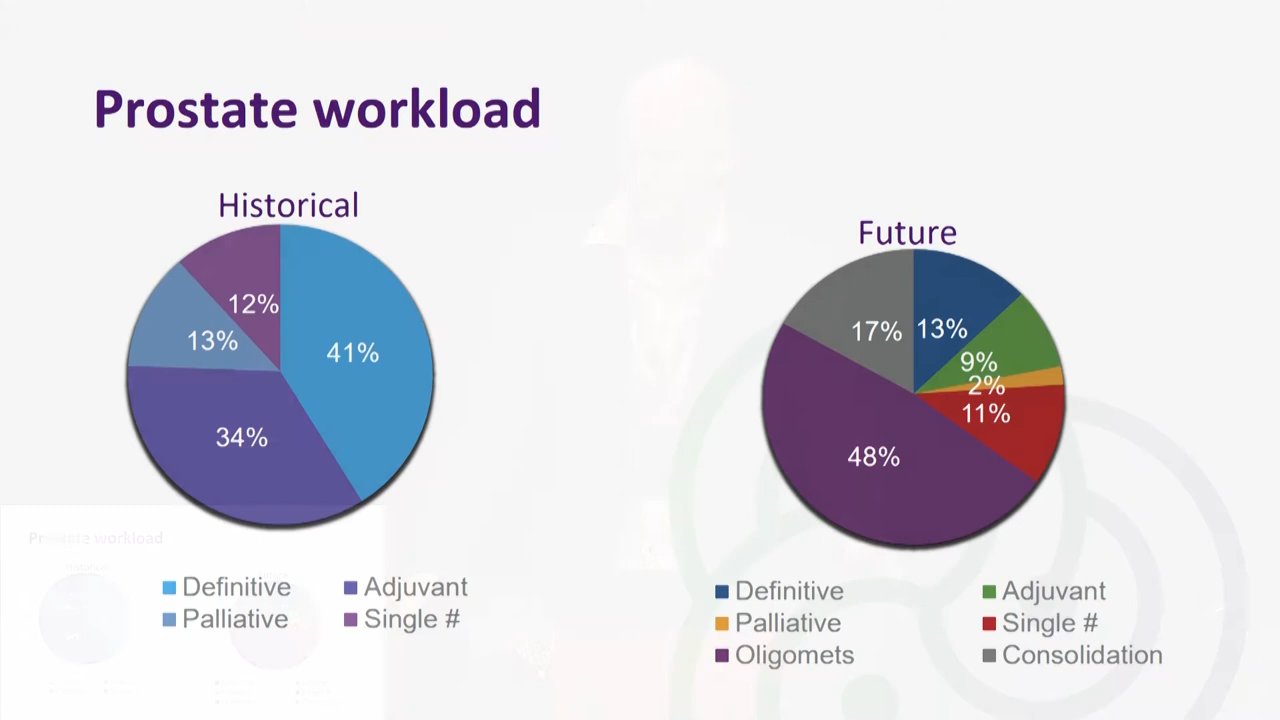 Prostate workload
Historical
12%
13%
41%
34%
Definitive Adjuvant
Palliative Single #
Future
17% 13%
9%
2%
11%
48%
Definitive Adjuvant
Palliative Single #
Oligomets Consolidation
Prostate workload